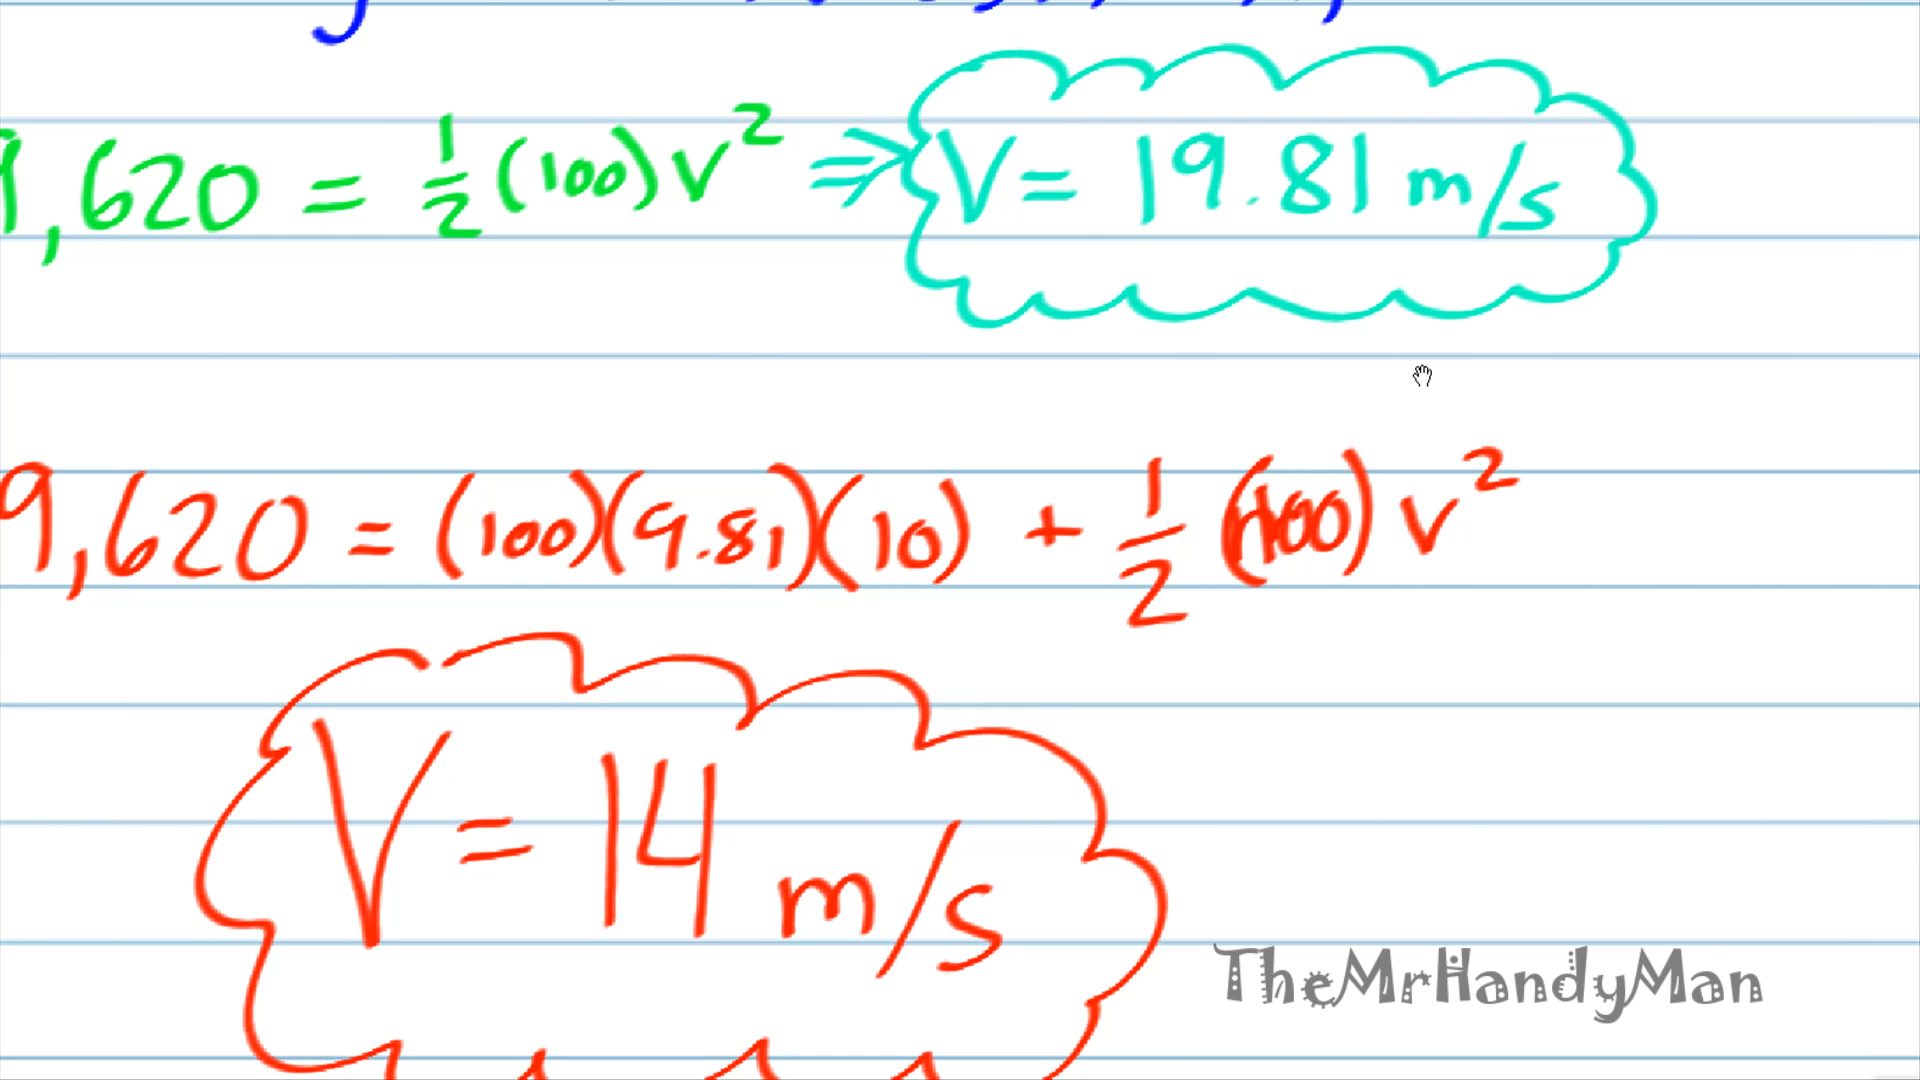 9,620 = 1/2 (100) v² ⇒ V = 19.81 m/s
9,620 = (100)(9.81)(10) + 1/2 (100) v²
V = 14 m/s
TheMrHandyMan